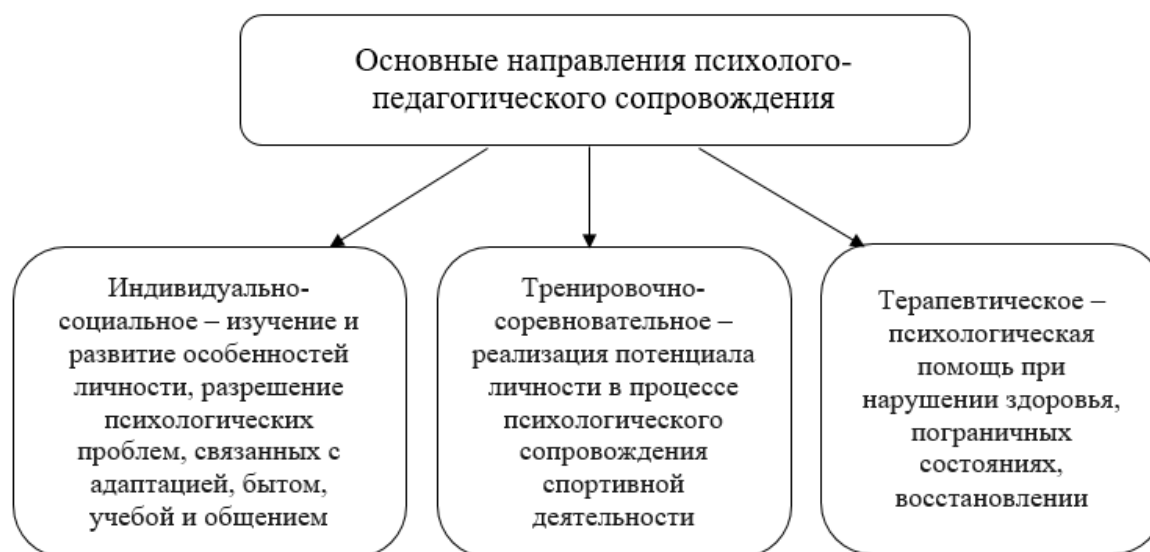 Основные направления психолого-
педагогического сопровождения
Индивидуально-
социальное – изучение и
развитие особенностей
личности, разрешение
психологических
проблем, связанных с
адаптацией, бытом,
учебой и общением
Тренировочно-
соревновательное –
реализация потенциала
личности в процессе
психологического
сопровождения
спортивной
деятельности
Терапевтическое –
психологическая
помощь при
нарушении здоровья,
пограничных
состояниях,
восстановлении